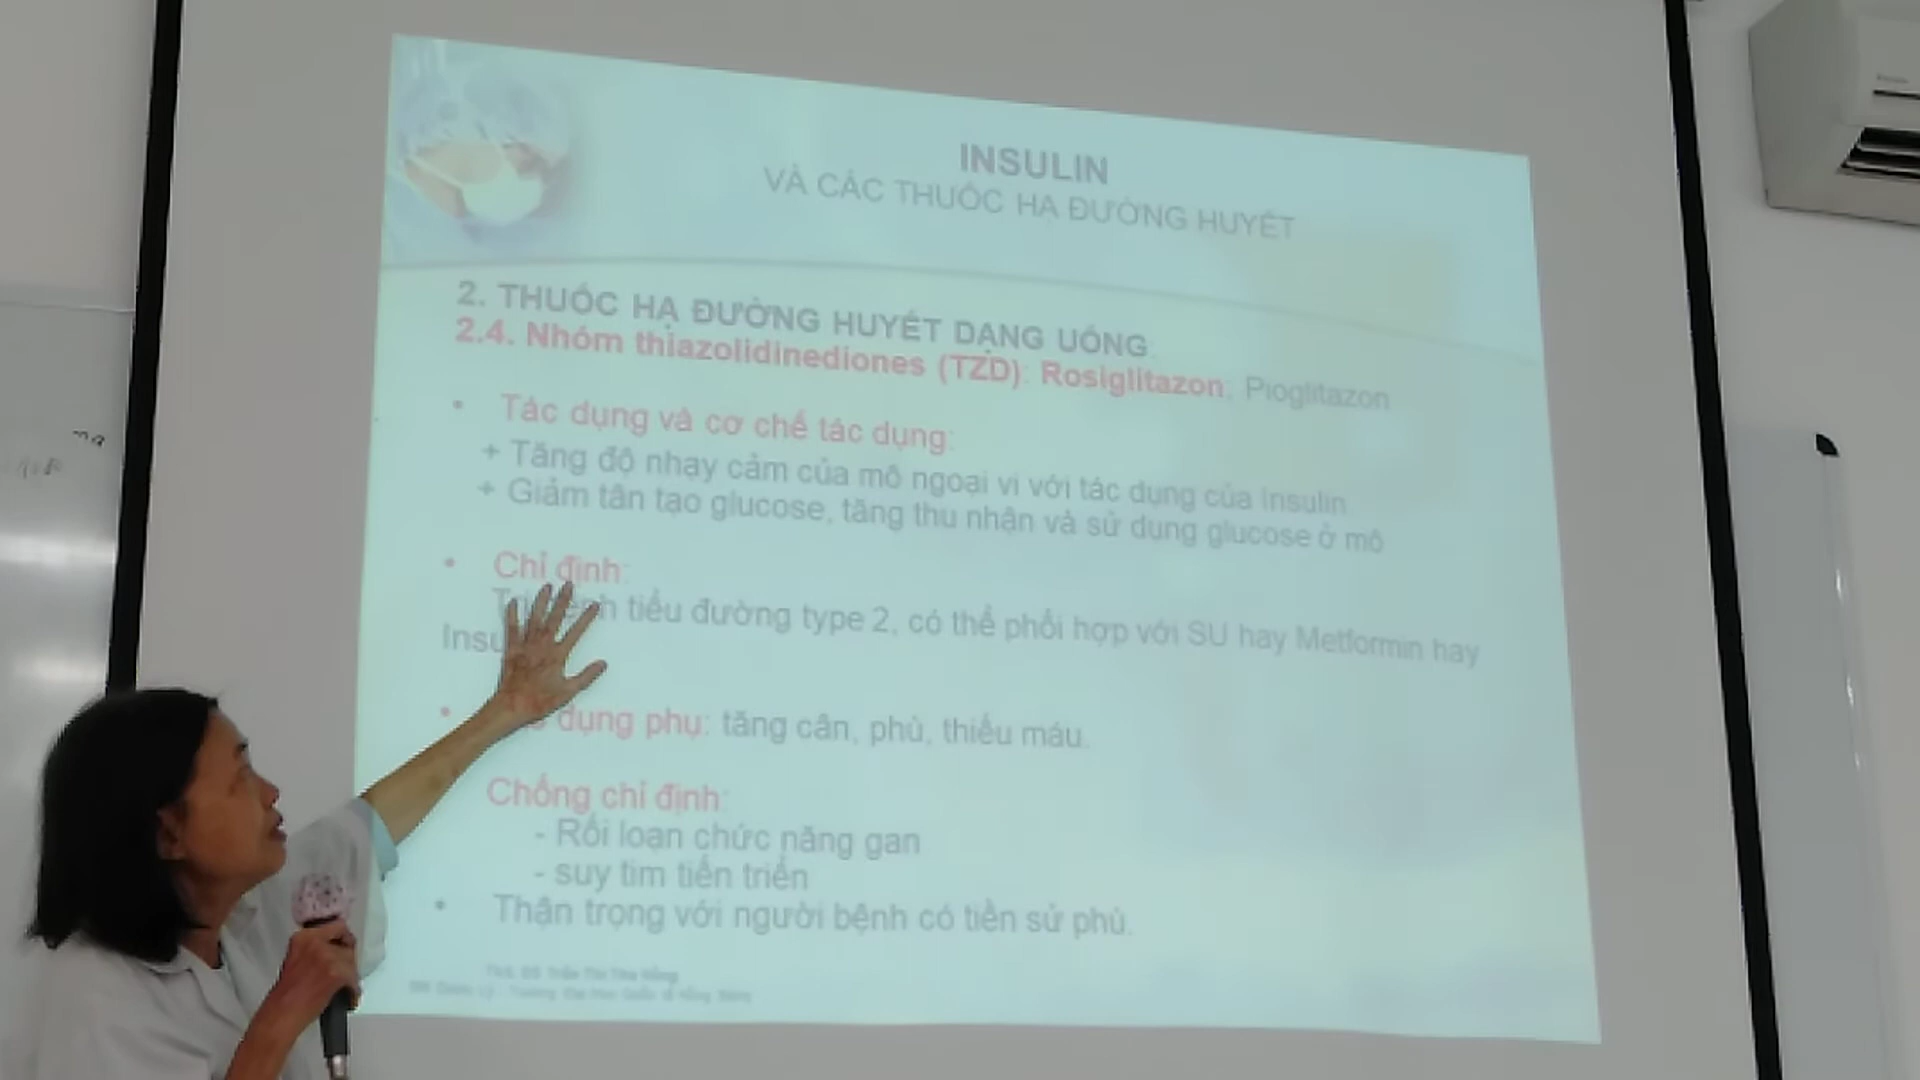 INSULIN
VÀ CÁC THUỐC HẠ ĐƯỜNG HUYẾT
2. THUỐC HẠ ĐƯỜNG HUYẾT DẠNG UỐNG
2.4. Nhóm thiazolidinediones (TZD): Rosiglitazon, Pioglitazon
• Tác dụng và cơ chế tác dụng:
+ Tăng độ nhạy cảm của mô ngoại vi với tác dụng của Insulin
+ Giảm tân tạo glucose, tăng thu nhận và sử dụng glucose ở mô
• Chỉ định:
tiểu đường type 2, có thể phối hợp với SU hay Metformin hay
• dụng phụ: tăng cân, phù, thiếu máu.
Chống chỉ định:
- Rối loạn chức năng gan
- suy tim tiến triển
• Thận trọng với người bệnh có tiền sử phù.